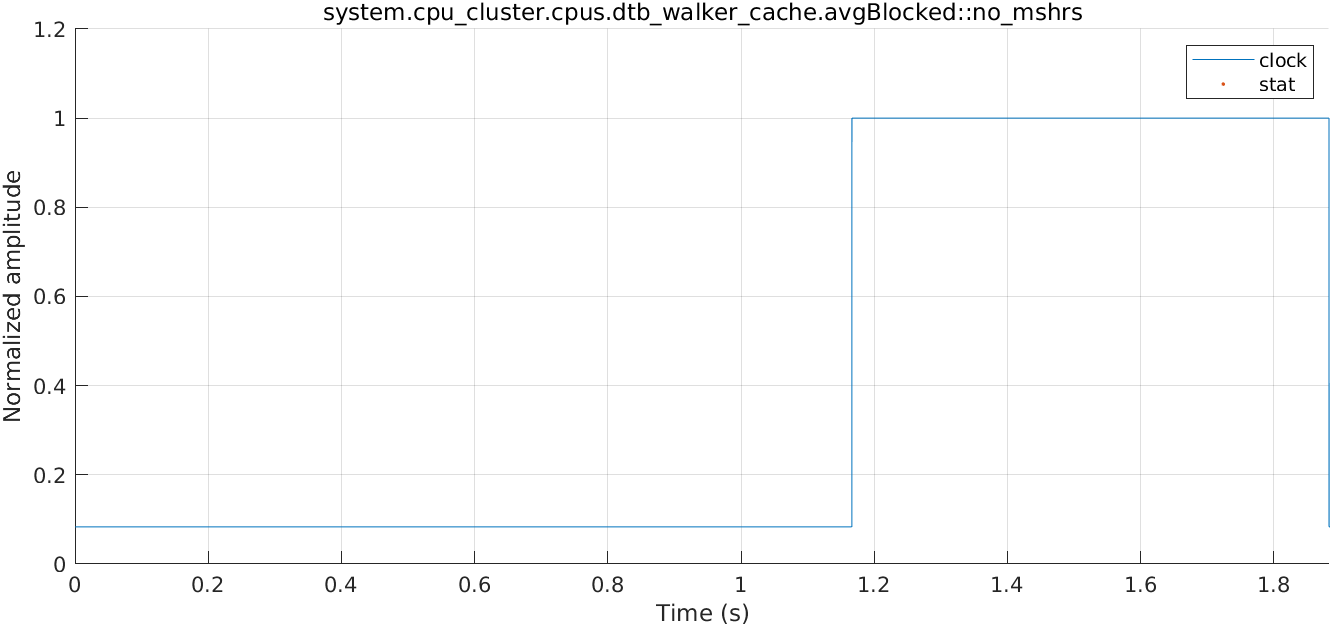 system.cpu_cluster.cpus.dtb_walker_cache.avgBlocked::no_mshrs
1.2
1
0.8
0.6
0.4
0.2
0
Normalized amplitude
clock
stat
0 0.2 0.4 0.6 0.8 1 1.2 1.4 1.6 1.8
Time (s)